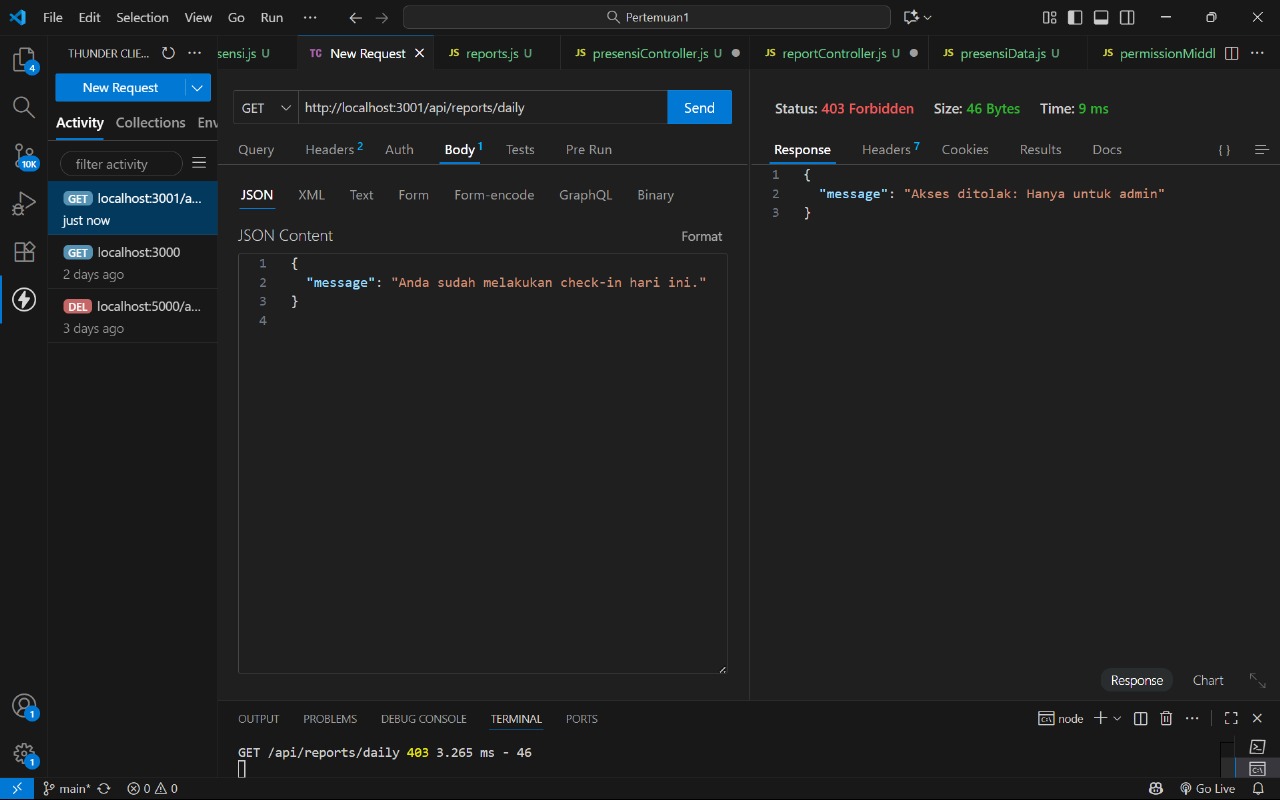 File Edit Selection View Go Run ··· Pertemuan1
THUNDER CLIE... ···
sensi.js U TC New Request JS reports.js U JS presensiController.js U JS reportController.js U JS presensiData.js U JS permissionMiddl ···
4
New Request
Activity Collections Env
filter activity
10K
GET localhost:3001/a...
just now
GET localhost:3000
2 days ago
DEL localhost:5000/a...
3 days ago
GET http://localhost:3001/api/reports/daily Send
Query Headers 2 Auth Body 1 Tests Pre Run
JSON XML Text Form Form-encode GraphQL Binary
JSON Content Format
1 {
2 "message": "Anda sudah melakukan check-in hari ini."
3 }
4
Status: 403 Forbidden Size: 46 Bytes Time: 9 ms
Response Headers 7 Cookies Results Docs { }
1 {
2 "message": "Akses ditolak: Hanya untuk admin"
3 }
Response Chart
1
1
OUTPUT PROBLEMS DEBUG CONSOLE TERMINAL PORTS node ···
GET /api/reports/daily 403 3.265 ms - 46
main* 0 0 Go Live